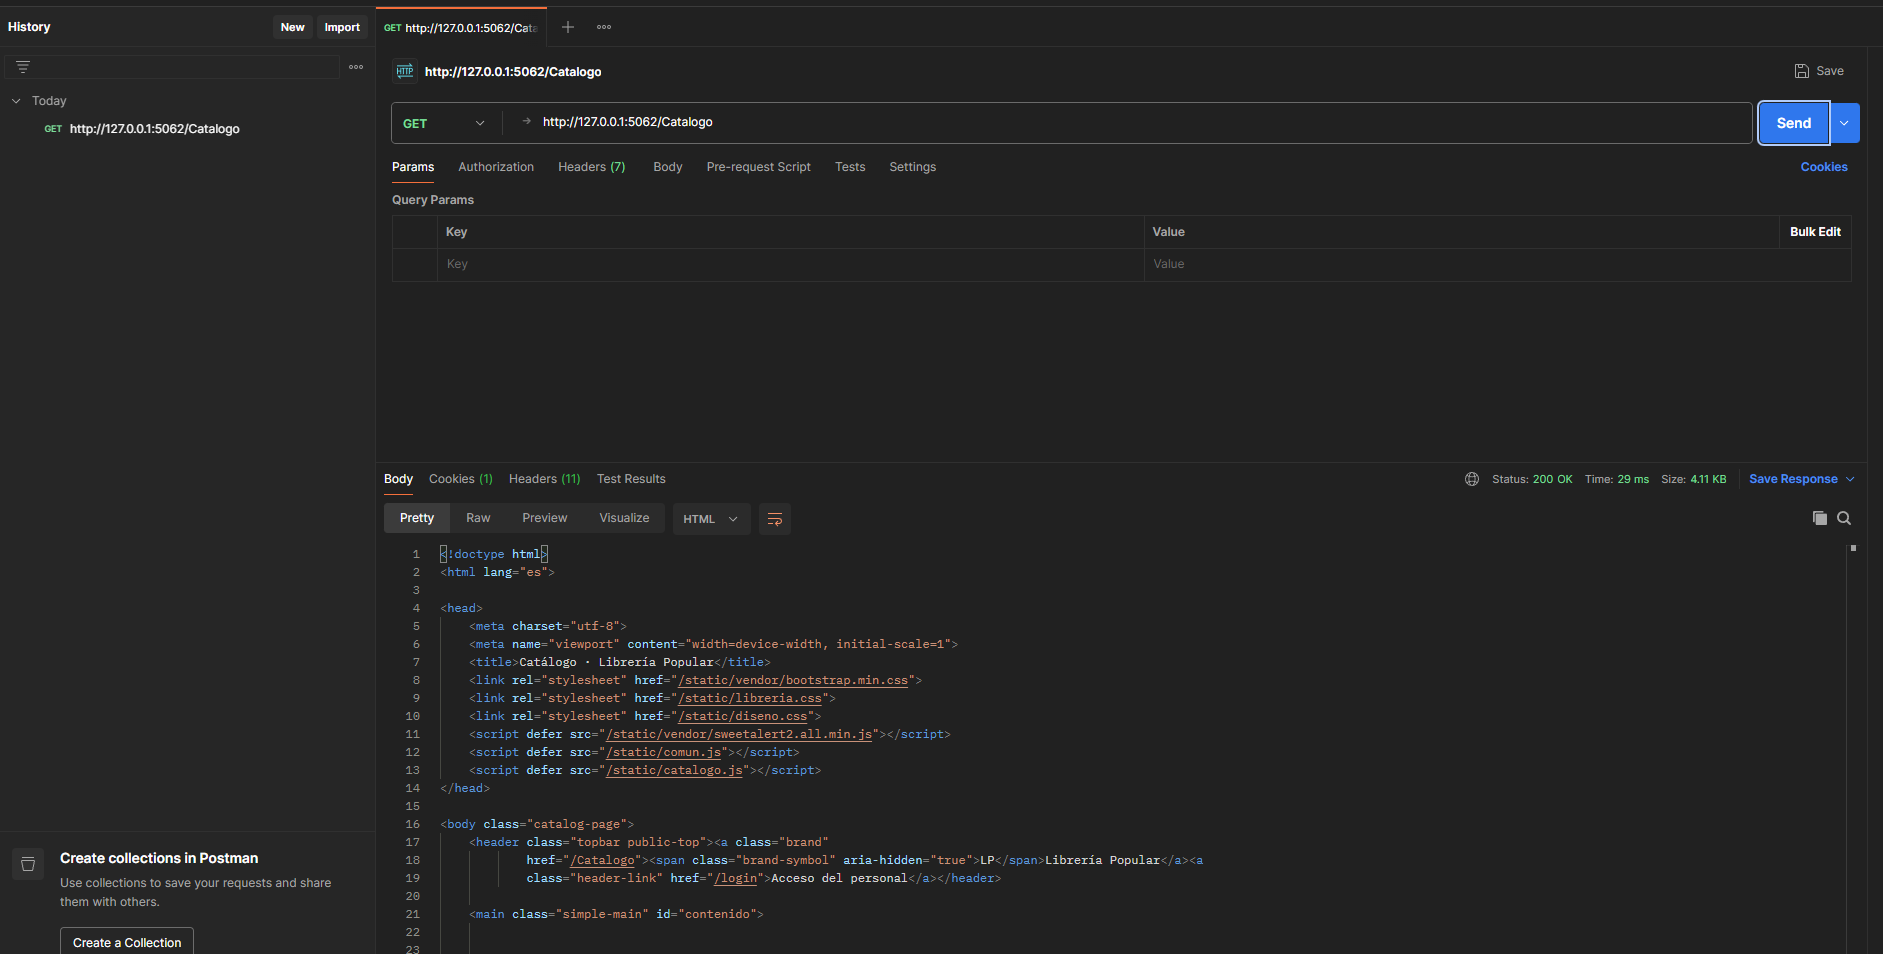 History
New
Import
Today
GET http://127.0.0.1:5062/Catalogo
Create collections in Postman
Use collections to save your requests and share
them with others.
Create a Collection
GET http://127.0.0.1:5062/Cata
HTTP http://127.0.0.1:5062/Catalogo
Save
GET http://127.0.0.1:5062/Catalogo
Send
Params Authorization Headers (7) Body Pre-request Script Tests Settings Cookies
Query Params
Key Value Bulk Edit
Key Value
Body Cookies (1) Headers (11) Test Results Status: 200 OK Time: 29 ms Size: 4.11 KB Save Response
Pretty Raw Preview Visualize HTML
1 <!doctype html>
2 <html lang="es">
3
4 <head>
5 <meta charset="utf-8">
6 <meta name="viewport" content="width=device-width, initial-scale=1">
7 <title>Catálogo · Librería Popular</title>
8 <link rel="stylesheet" href="/static/vendor/bootstrap.min.css">
9 <link rel="stylesheet" href="/static/libreria.css">
10 <link rel="stylesheet" href="/static/diseno.css">
11 <script defer src="/static/vendor/sweetalert2.all.min.js"></script>
12 <script defer src="/static/comun.js"></script>
13 <script defer src="/static/catalogo.js"></script>
14 </head>
15
16 <body class="catalog-page">
17 <header class="topbar public-top"><a class="brand"
18 href="/Catalogo"><span class="brand-symbol" aria-hidden="true">LP</span>Librería Popular</a><a
19 class="header-link" href="/login">Acceso del personal</a></header>
20
21 <main class="simple-main" id="contenido">
22
23